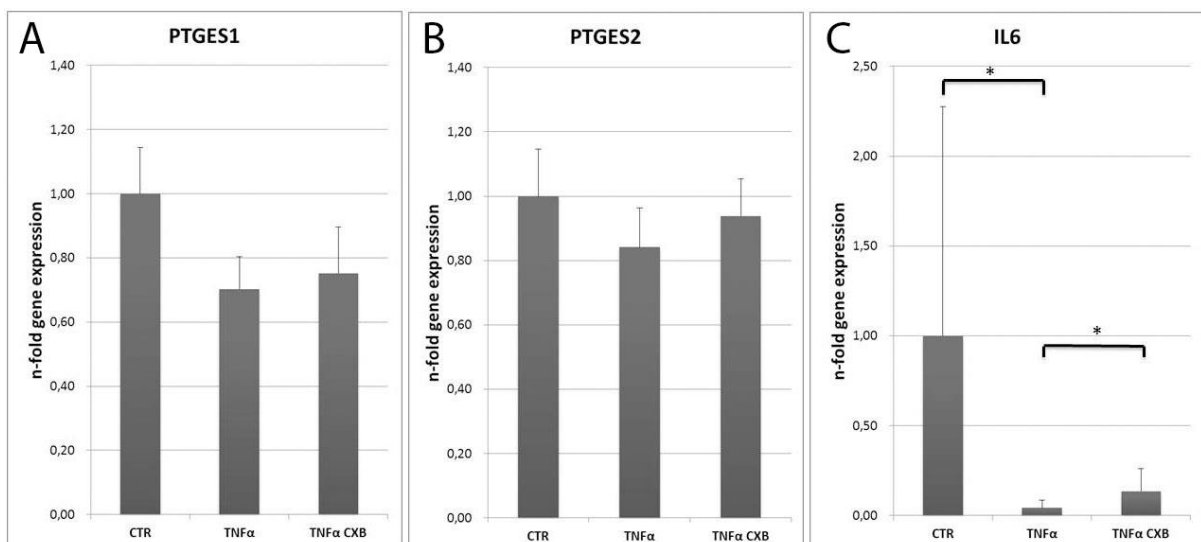 A
PTGES1
n-fold gene expression
1,40
1,20
1,00
0,80
0,60
0,40
0,20
0,00
CTR
TNFα
TNFα CXB
B
PTGES2
n-fold gene expression
1,40
1,20
1,00
0,80
0,60
0,40
0,20
0,00
CTR
TNFα
TNFα CXB
C
IL6
n-fold gene expression
2,50
2,00
1,50
1,00
0,50
0,00
*
*
CTR
TNFα
TNFα CXB